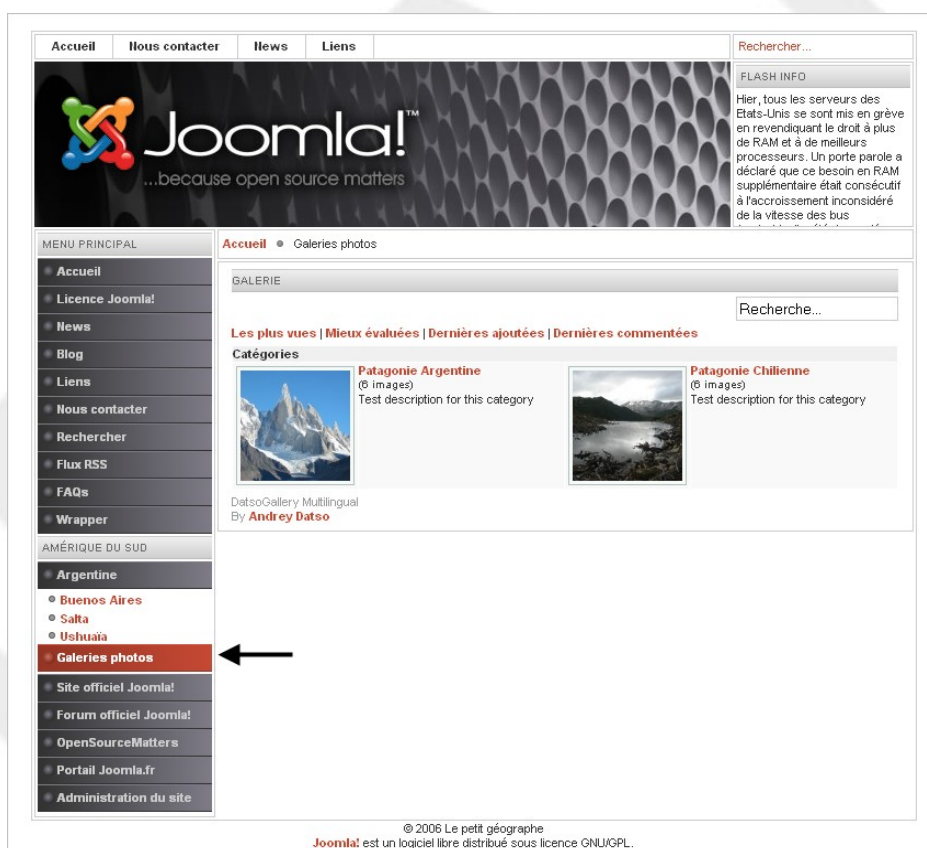 Accueil Nous contacter News Liens
Rechercher...
Joomla!™
...because open source matters
FLASH INFO
Hier, tous les serveurs des
Etats-Unis se sont mis en grève
en revendiquant le droit à plus
de RAM et à de meilleurs
processeurs. Un porte parole a
déclaré que ce besoin en RAM
supplémentaire était consécutif
à l'accroissement inconsidéré
de la vitesse des bus
MENU PRINCIPAL
Accueil
Licence Joomla!
News
Blog
Liens
Nous contacter
Rechercher
Flux RSS
FAQs
Wrapper
AMÉRIQUE DU SUD
Argentine
Buenos Aires
Salta
Ushuaïa
Galeries photos
Site officiel Joomla!
Forum officiel Joomla!
OpenSourceMatters
Portail Joomla.fr
Administration du site
Accueil Galeries photos
GALERIE
Recherche...
Les plus vues | Mieux évaluées | Dernières ajoutées | Dernières commentées
Catégories
Patagonie Argentine
(6 images)
Test description for this category
Patagonie Chilienne
(6 images)
Test description for this category
DatsoGallery Multilingual
By Andrey Datso
© 2006 Le petit géographe
Joomla! est un logiciel libre distribué sous licence GNU/GPL.